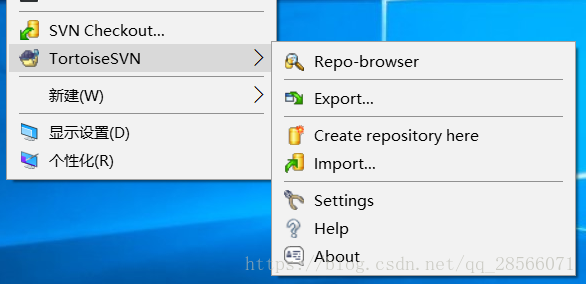 SVN Checkout...
TortoiseSVN
新建(W)
显示设置(D)
个性化(R)
Repo-browser
Export...
Create repository here
Import...
Settings
Help
About
https://blog.csdn.net/qq_28566071